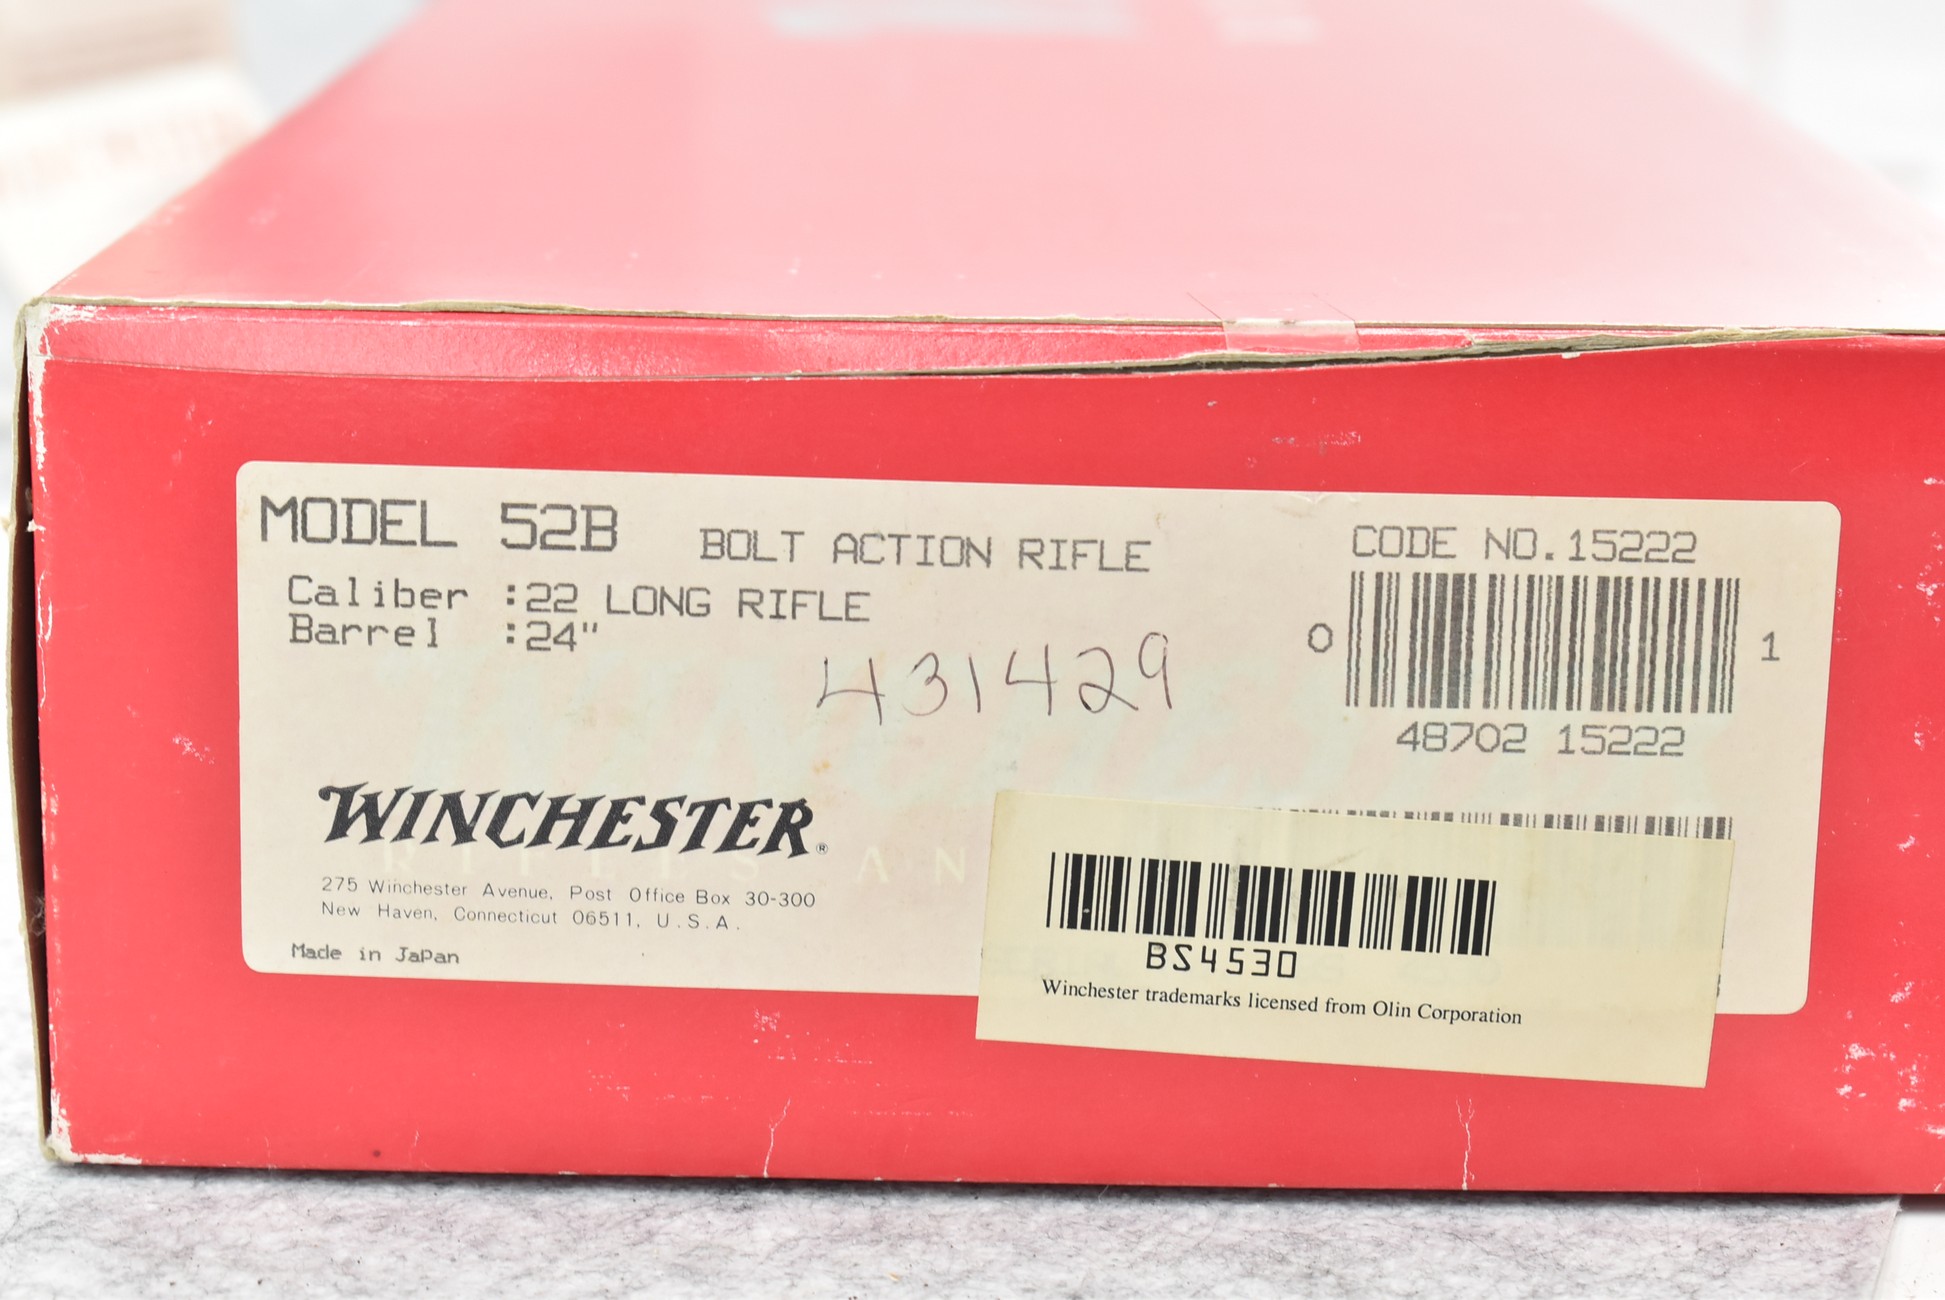 MODEL 52B BOLT ACTION RIFLE
Caliber :22 LONG RIFLE
Barrel :24"
431429
CODE NO.15222
0 1
48702 15222
WINCHESTER®
275 Winchester Avenue, Post Office Box 30-300
New Haven, Connecticut 06511, U.S.A.
Made in Japan
RIFLES AN
BS4530
Winchester trademarks licensed from Olin Corporation